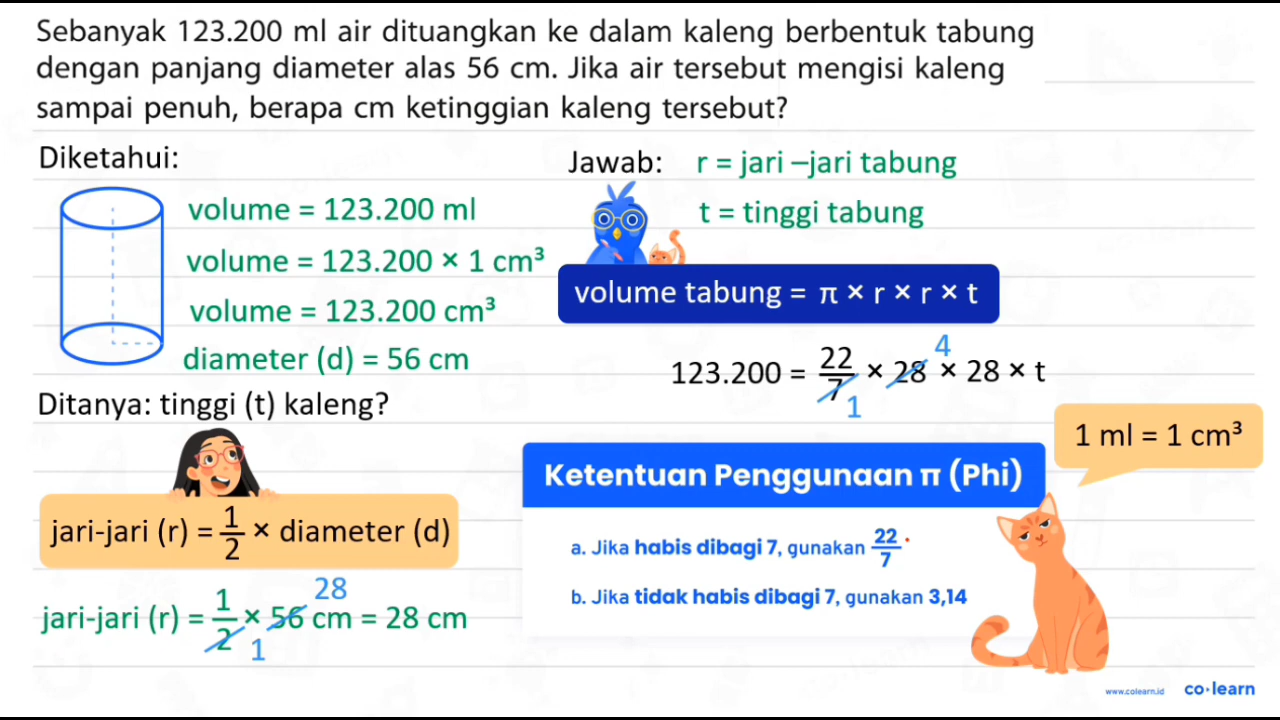 Sebanyak 123.200 ml air dituangkan ke dalam kaleng berbentuk tabung
dengan panjang diameter alas 56 cm. Jika air tersebut mengisi kaleng
sampai penuh, berapa cm ketinggian kaleng tersebut?
Diketahui:
volume = 123.200 ml
volume = 123.200 × 1 cm³
volume = 123.200 cm³
diameter (d) = 56 cm
Ditanya: tinggi (t) kaleng?
jari-jari (r) = 1/2 × diameter (d)
28
jari-jari (r) = 1/2 × 56 cm = 28 cm
1
Jawab: r = jari –jari tabung
t = tinggi tabung
volume tabung = π × r × r × t
4
123.200 = 22/7 × 28 × 28 × t
1
1 ml = 1 cm³
Ketentuan Penggunaan π (Phi)
a. Jika habis dibagi 7, gunakan 22/7
b. Jika tidak habis dibagi 7, gunakan 3,14
www.colearn.id co·learn